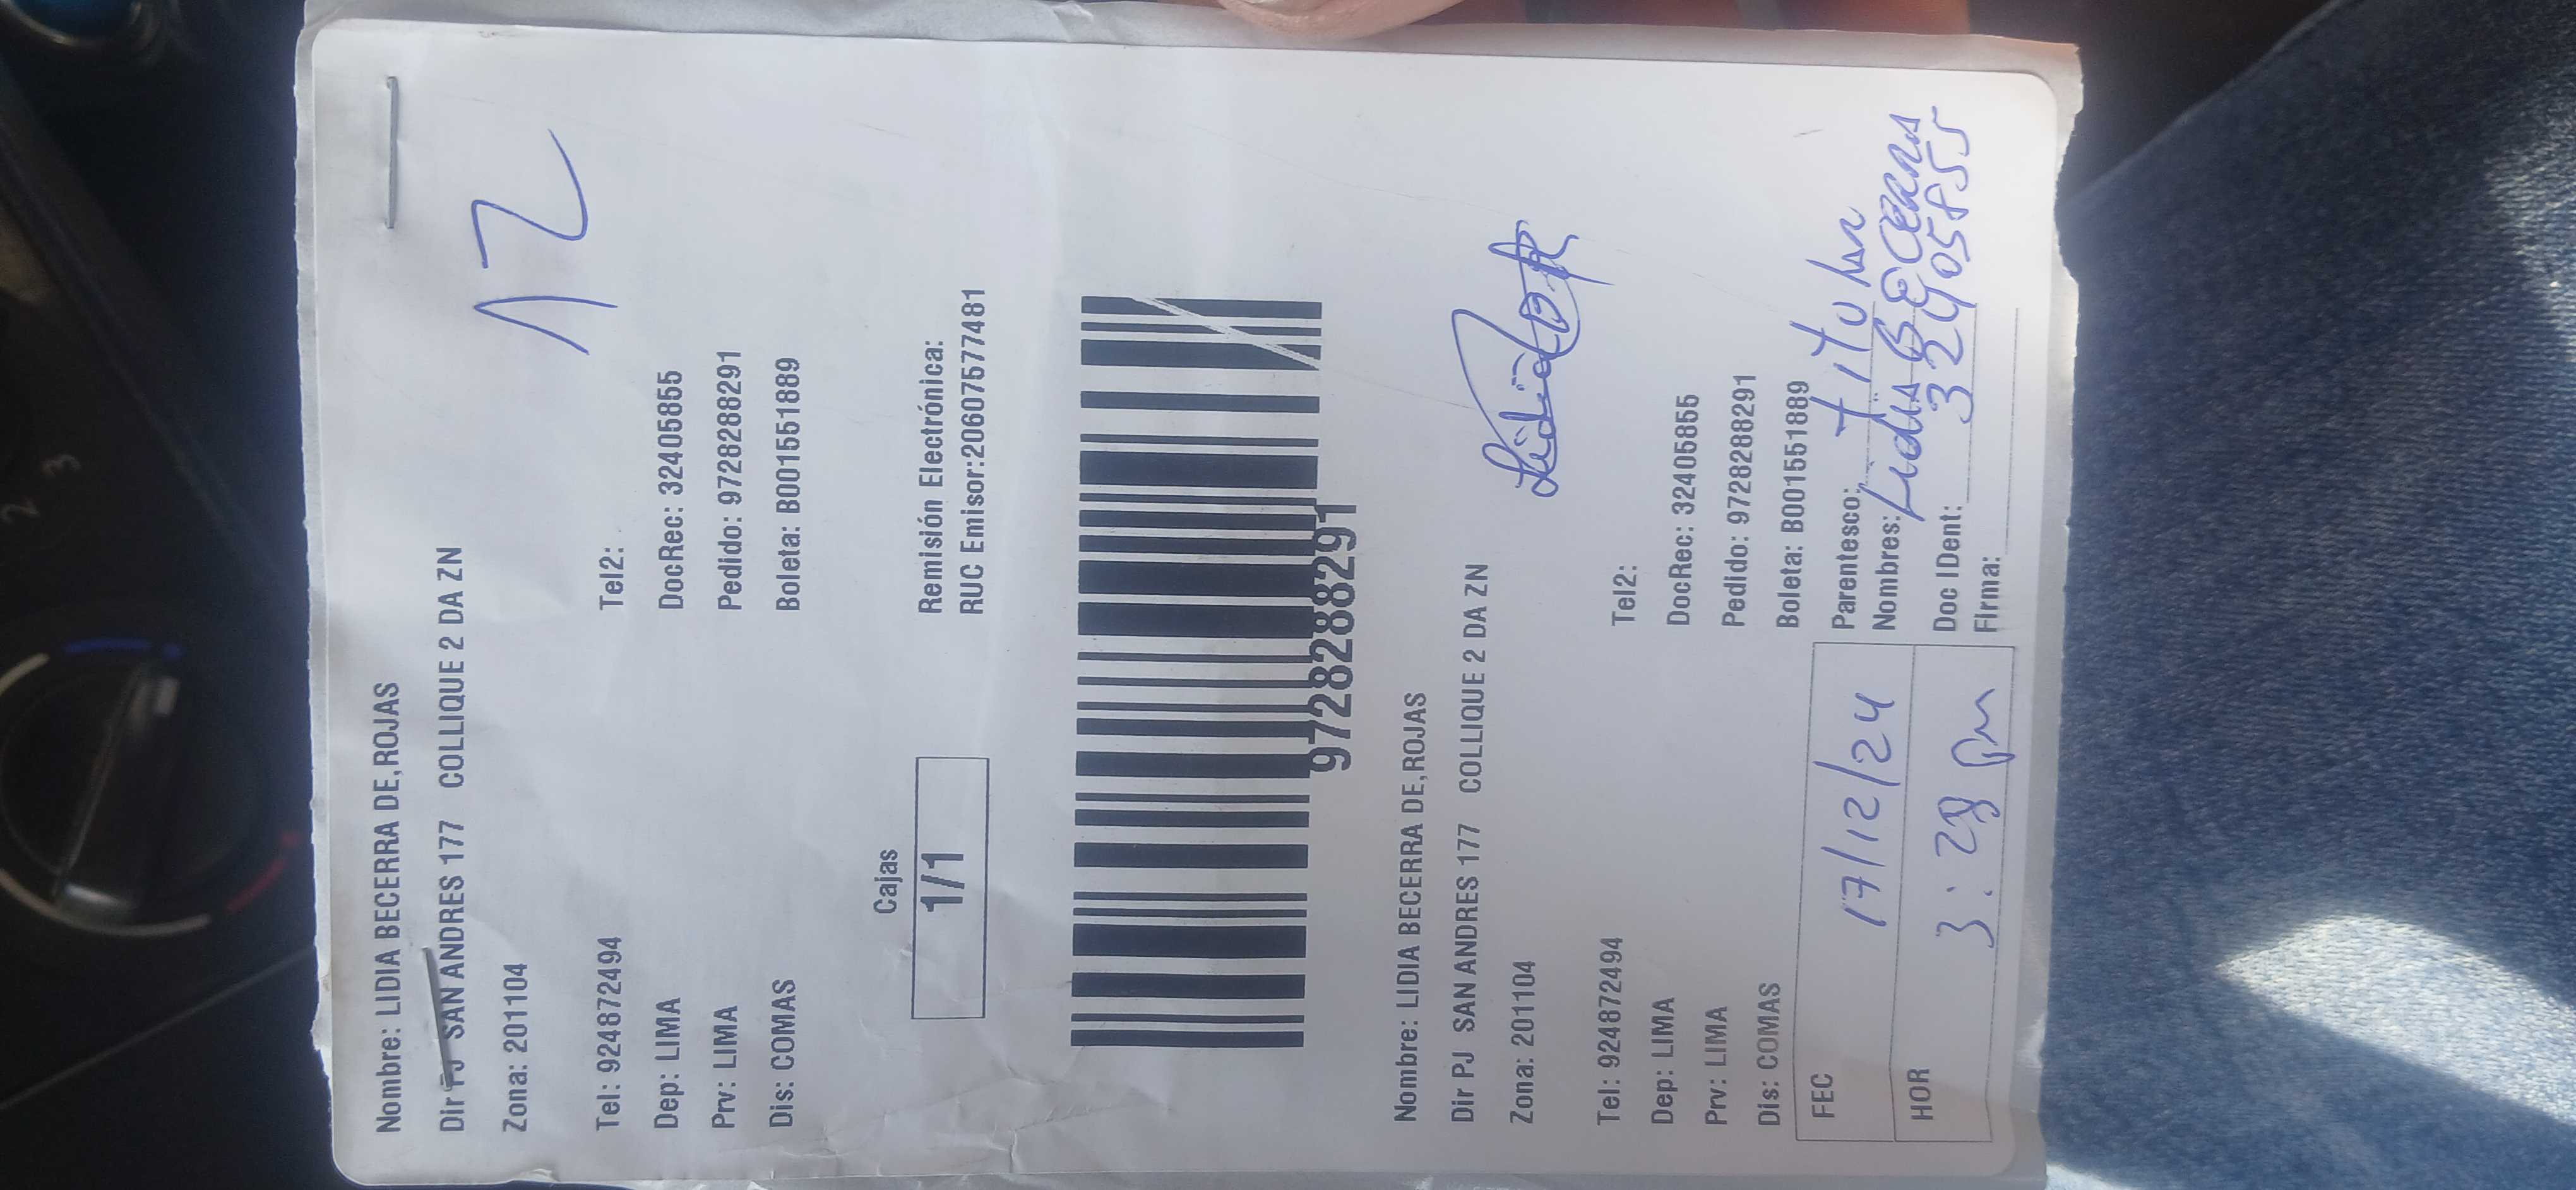 Nombre: LIDIA BECERRA DE,ROJAS
Dir PJ SAN ANDRES 177 COLLIQUE 2 DA ZN
Zona: 201104
Tel: 924872494 Tel2:
Dep: LIMA DocRec: 32405855
Prv: LIMA Pedido: 9728288291
Dis: COMAS Boleta: B001551889
Cajas
1/1
Remisión Electrónica:
RUC Emisor:20607577481
9728288291
Nombre: LIDIA BECERRA DE,ROJAS
Dir PJ SAN ANDRES 177 COLLIQUE 2 DA ZN
Zona: 201104
Tel: 924872494 Tel2:
Dep: LIMA DocRec: 32405855
Prv: LIMA Pedido: 9728288291
Dis: COMAS Boleta: B001551889
FEC 17/12/24
HOR 3:28 pm
Parentesco: Titular
Nombres: Lidia Becerra
Doc IDent: 32405855
Firma:
2 3